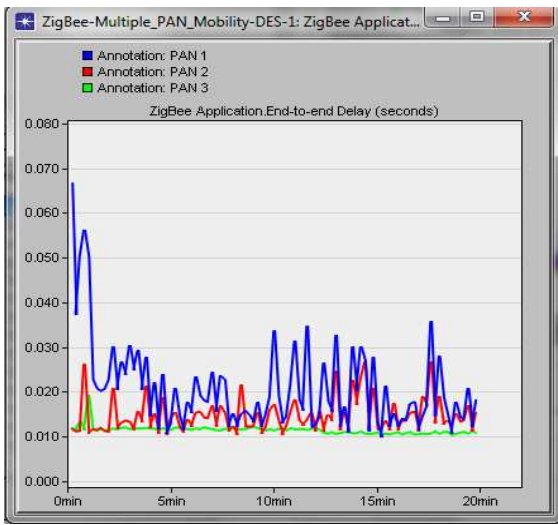 ZigBee-Multiple_PAN_Mobility-DES-1: ZigBee Applicat...
Annotation: PAN 1
Annotation: PAN 2
Annotation: PAN 3
ZigBee Application.End-to-end Delay (seconds)
0.080
0.070
0.060
0.050
0.040
0.030
0.020
0.010
0.000
0min 5min 10min 15min 20min